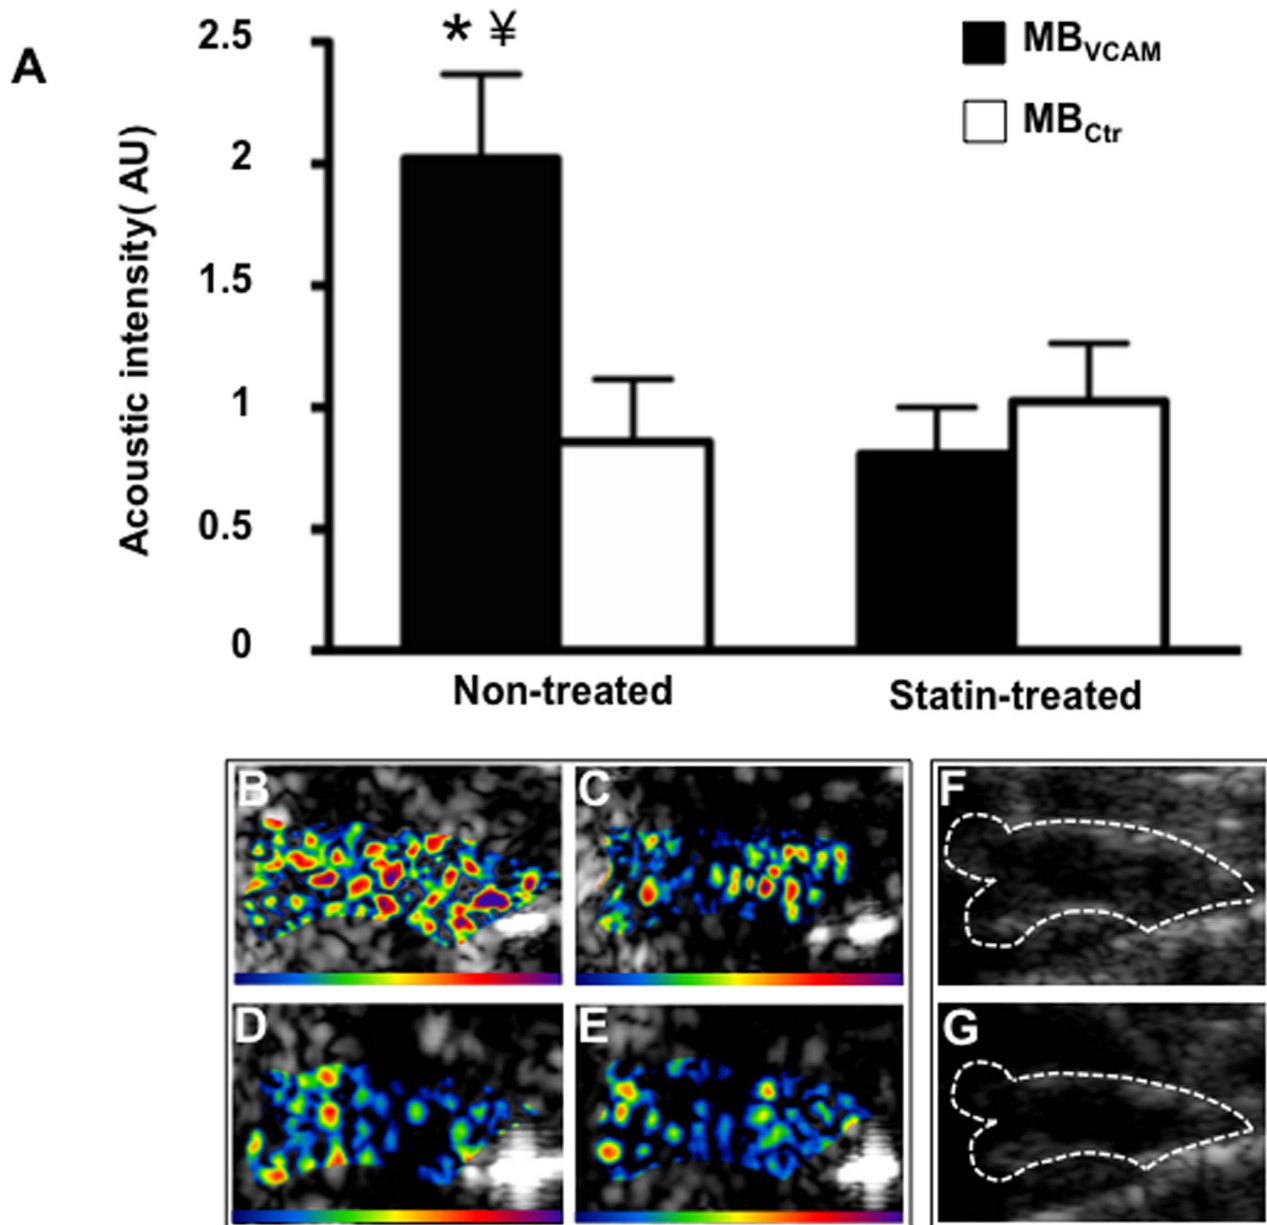 A
* ¥
MBVCAM
MBCtr
Acoustic intensity( AU)
2.5
2
1.5
1
0.5
0
Non-treated
Statin-treated
B
C
F
D
E
G